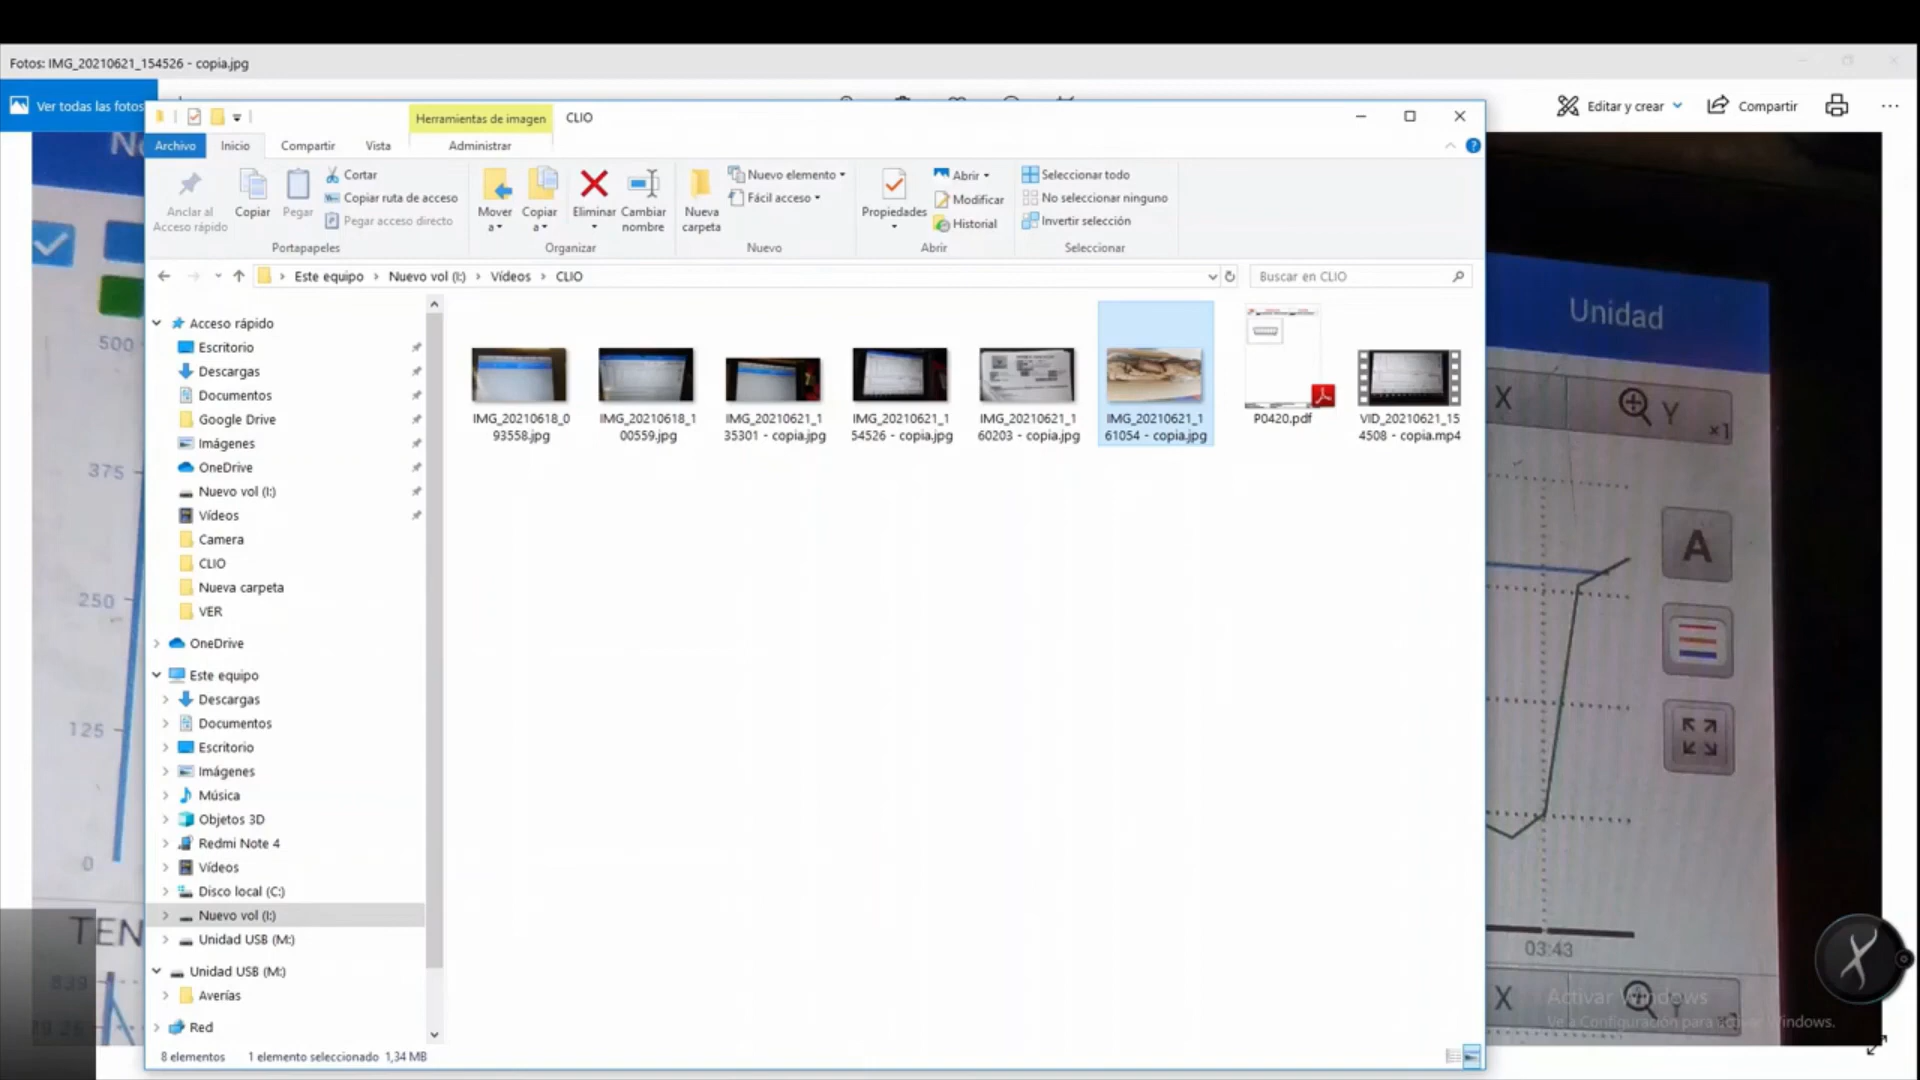 Fotos: IMG_20210621_154526 - copia.jpg
Ver todas las fotos
Editar y crear
Compartir
Herramientas de imagen
CLIO
Archivo
Inicio
Compartir
Vista
Administrar
Anclar al
Acceso rápido
Copiar
Pegar
Cortar
Copiar ruta de acceso
Pegar acceso directo
Portapapeles
Mover
a
Copiar
a
Eliminar
Cambiar
nombre
Organizar
Nueva
carpeta
Nuevo elemento
Fácil acceso
Nuevo
Propiedades
Abrir
Modificar
Historial
Abrir
Seleccionar todo
No seleccionar ninguno
Invertir selección
Seleccionar
Este equipo > Nuevo vol (I:) > Vídeos > CLIO
Buscar en CLIO
Acceso rápido
Escritorio
Descargas
Documentos
Google Drive
Imágenes
OneDrive
Nuevo vol (I:)
Vídeos
Camera
CLIO
Nueva carpeta
VER
OneDrive
Este equipo
Descargas
Documentos
Escritorio
Imágenes
Música
Objetos 3D
Redmi Note 4
Vídeos
Disco local (C:)
Nuevo vol (I:)
Unidad USB (M:)
Unidad USB (M:)
Averías
Red
IMG_20210618_0
93558.jpg
IMG_20210618_1
00559.jpg
IMG_20210621_1
35301 - copia.jpg
IMG_20210621_1
54526 - copia.jpg
IMG_20210621_1
60203 - copia.jpg
IMG_20210621_1
61054 - copia.jpg
P0420.pdf
VID_20210621_15
4508 - copia.mp4
8 elementos
1 elemento seleccionado 1,34 MB
500
375
250
125
0
TEN
839
Unidad
X
Y
x1
A
03:43
X
Y
Activar Windows
Ve a Configuración para activar Windows.